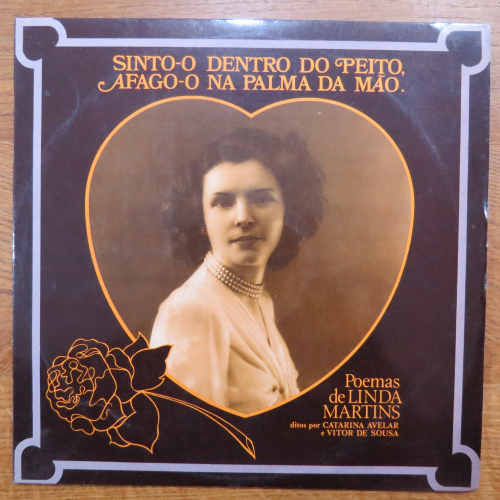 SINTO-O DENTRO DO PEITO,
AFAGO-O NA PALMA DA MÃO.
Poemas
de LINDA
MARTINS
ditos por CATARINA AVELAR
e VITOR DE SOUSA